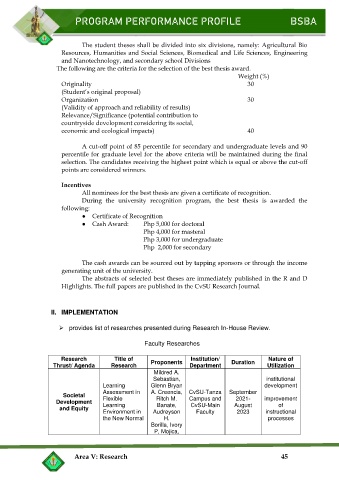 PROGRAM PERFORMANCE PROFILE BSBA
The student theses shall be divided into six divisions, namely: Agricultural Bio
Resources, Humanities and Social Sciences, Biomedical and Life Sciences, Engineering
and Nanotechnology, and secondary school Divisions
The following are the criteria for the selection of the best thesis award.
Weight (%)
Originality 30
(Student's original proposal)
Organization 30
(Validity of approach and reliability of results)
Relevance/Significance (potential contribution to
countryside development considering its social,
economic and ecological impacts) 40
A cut-off point of 85 percentile for secondary and undergraduate levels and 90
percentile for graduate level for the above criteria will be maintained during the final
selection. The candidates receiving the highest point which is equal or above the cut-off
points are considered winners.
Incentives
All nominees for the best thesis are given a certificate of recognition.
During the university recognition program, the best thesis is awarded the
following:
● Certificate of Recognition
● Cash Award: Php 5,000 for doctoral
Php 4,000 for masteral
Php 3,000 for undergraduate
Php 2,000 for secondary
The cash awards can be sourced out by tapping sponsors or through the income
generating unit of the university.
The abstracts of selected best theses are immediately published in the R and D
Highlights. The full papers are published in the CvSU Research Journal.
II. IMPLEMENTATION
➢ provides list of researches presented during Research In-House Review.
Faculty Researches
Research Thrust/ Agenda
Title of Research
Proponents
Institution/ Department
Duration
Nature of Utilization
Societal
Development
and Equity
Learning
Assessment in
Flexible
Learning
Environment in
the New Normal
Mildred A.
Sebastian,
Glenn Bryan
A. Creencia,
Ritch M.
Banate,
Audreyson
H.
Borilla, Ivory
P. Mojica,
CvSU-Tanza
Campus and
CvSU-Main
Faculty
September
2021-
August
2023
institutional
development
improvement
of
instructional
processes
Area V: Research 45